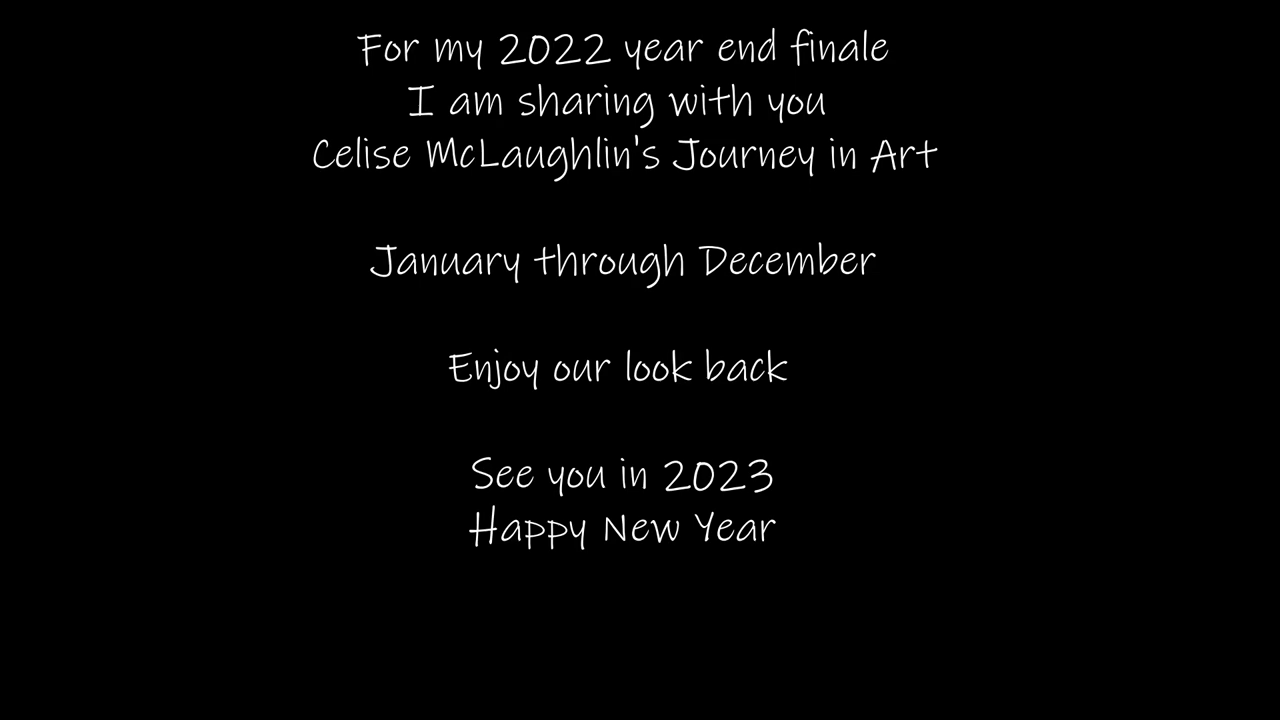 For my 2022 year end finale
I am sharing with you
Celise McLaughlin's Journey in Art
January through December
Enjoy our look back
See you in 2023
Happy New Year